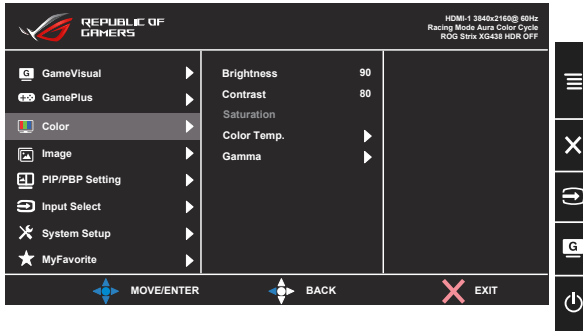 REPUBLIC OF
GAMERS
HDMI-1 3840x2160@ 60Hz
Racing Mode Aura Color Cycle
ROG Strix XG438 HDR OFF
G GameVisual
GamePlus
Color
Image
PIP/PBP Setting
Input Select
System Setup
MyFavorite
Brightness 90
Contrast 80
Saturation
Color Temp.
Gamma
G
MOVE/ENTER BACK EXIT